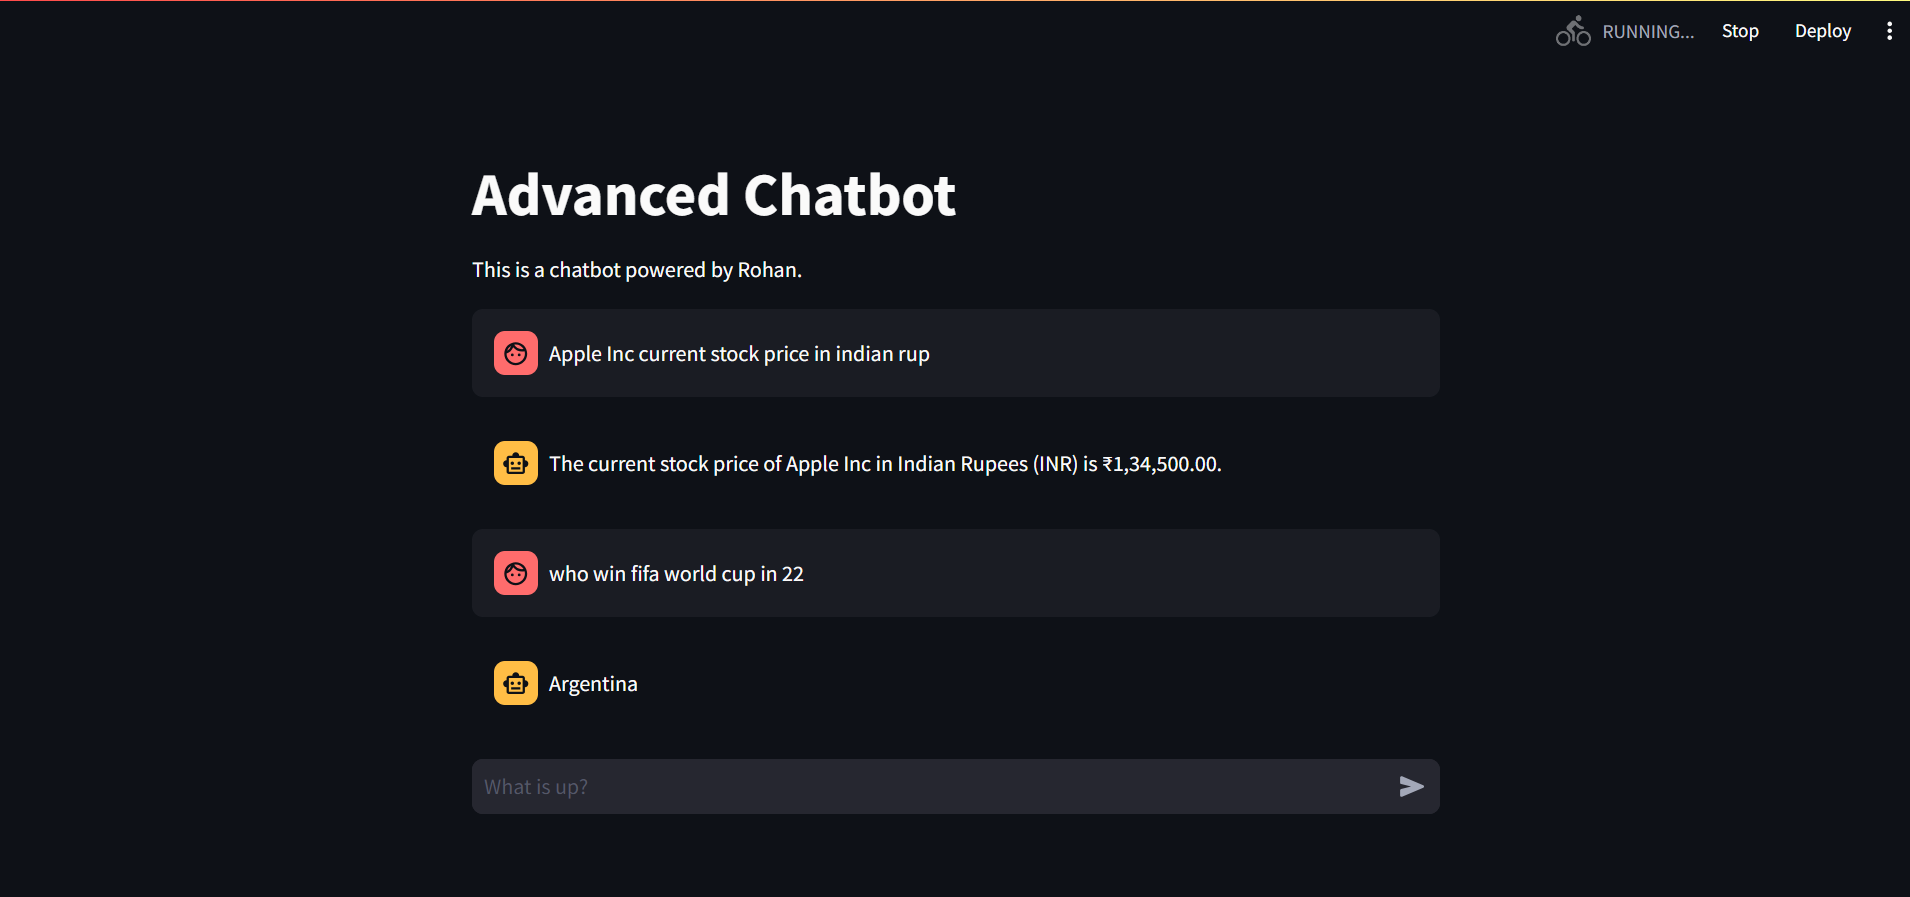 RUNNING...
Stop
Deploy
Advanced Chatbot
This is a chatbot powered by Rohan.
Apple Inc current stock price in indian rup
The current stock price of Apple Inc in Indian Rupees (INR) is ₹1,34,500.00.
who win fifa world cup in 22
Argentina
What is up?